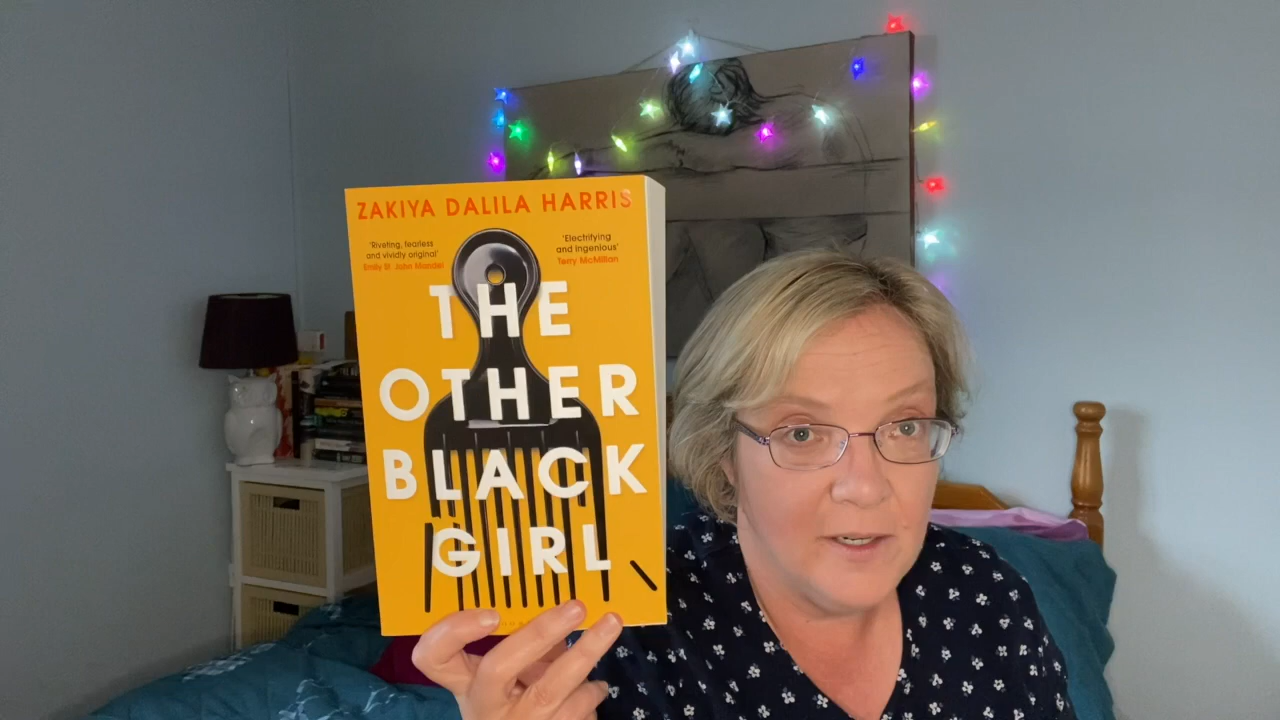 ZAKIYA DALILA HARRIS
'Riveting, fearless
and vividly original'
Emily St. John Mandel
'Electrifying
and ingenious'
Terry McMillan
THE
OTHER
BLACK
GIRL